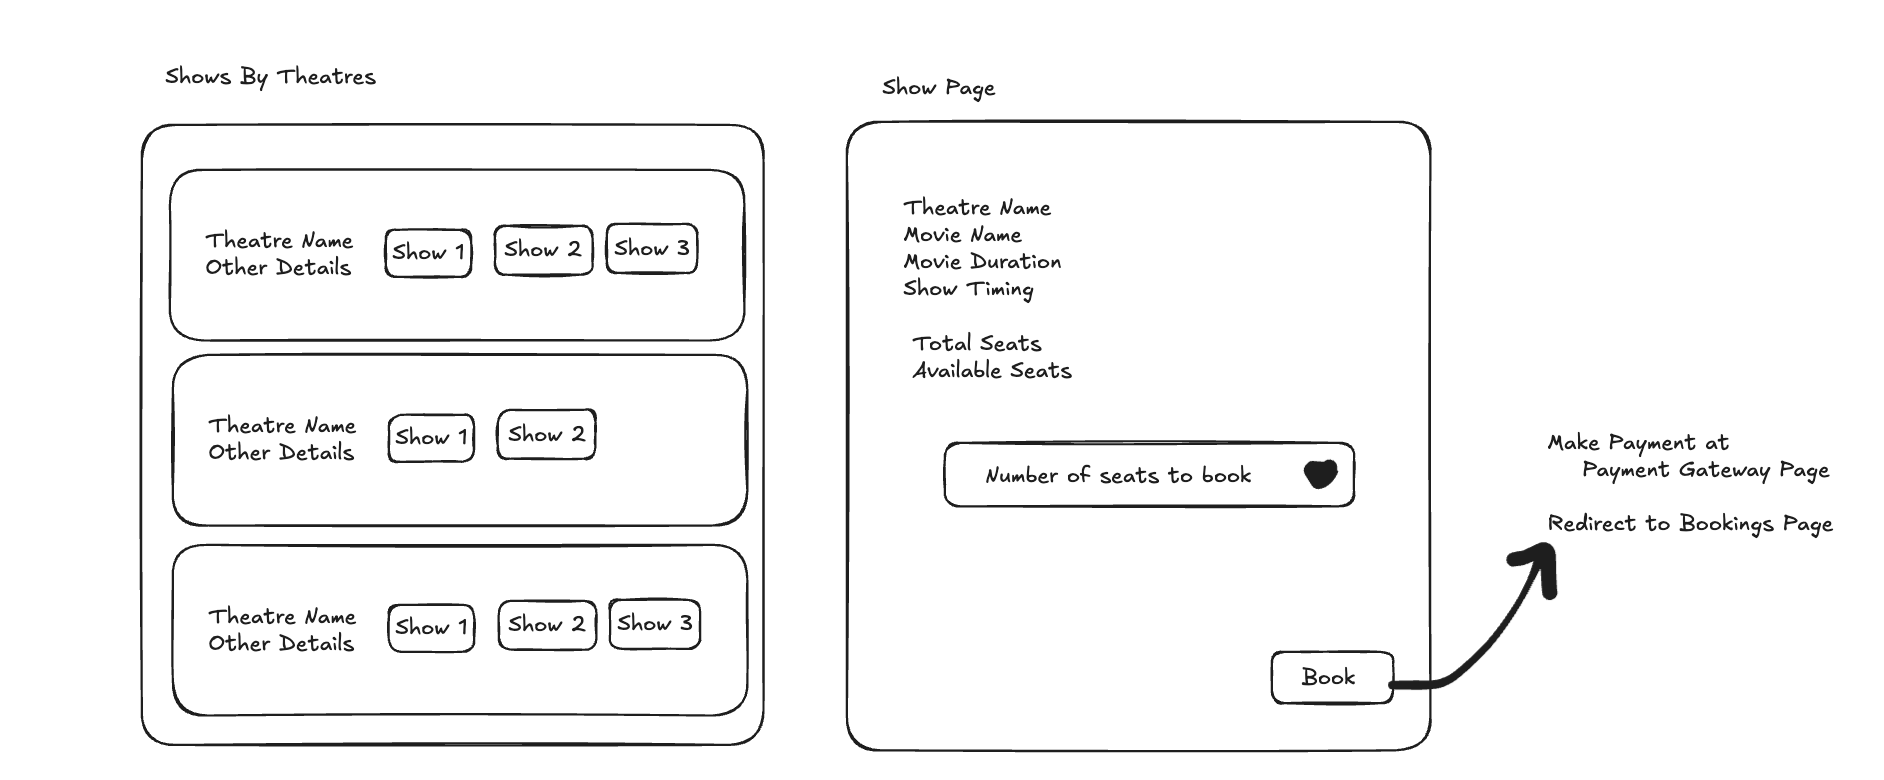 Shows By Theatres
Theatre Name
Other Details
Show 1
Show 2
Show 3
Theatre Name
Other Details
Show 1
Show 2
Theatre Name
Other Details
Show 1
Show 2
Show 3
Show Page
Theatre Name
Movie Name
Movie Duration
Show Timing
Total Seats
Available Seats
Number of seats to book
Book
Make Payment at
Payment Gateway Page
Redirect to Bookings Page